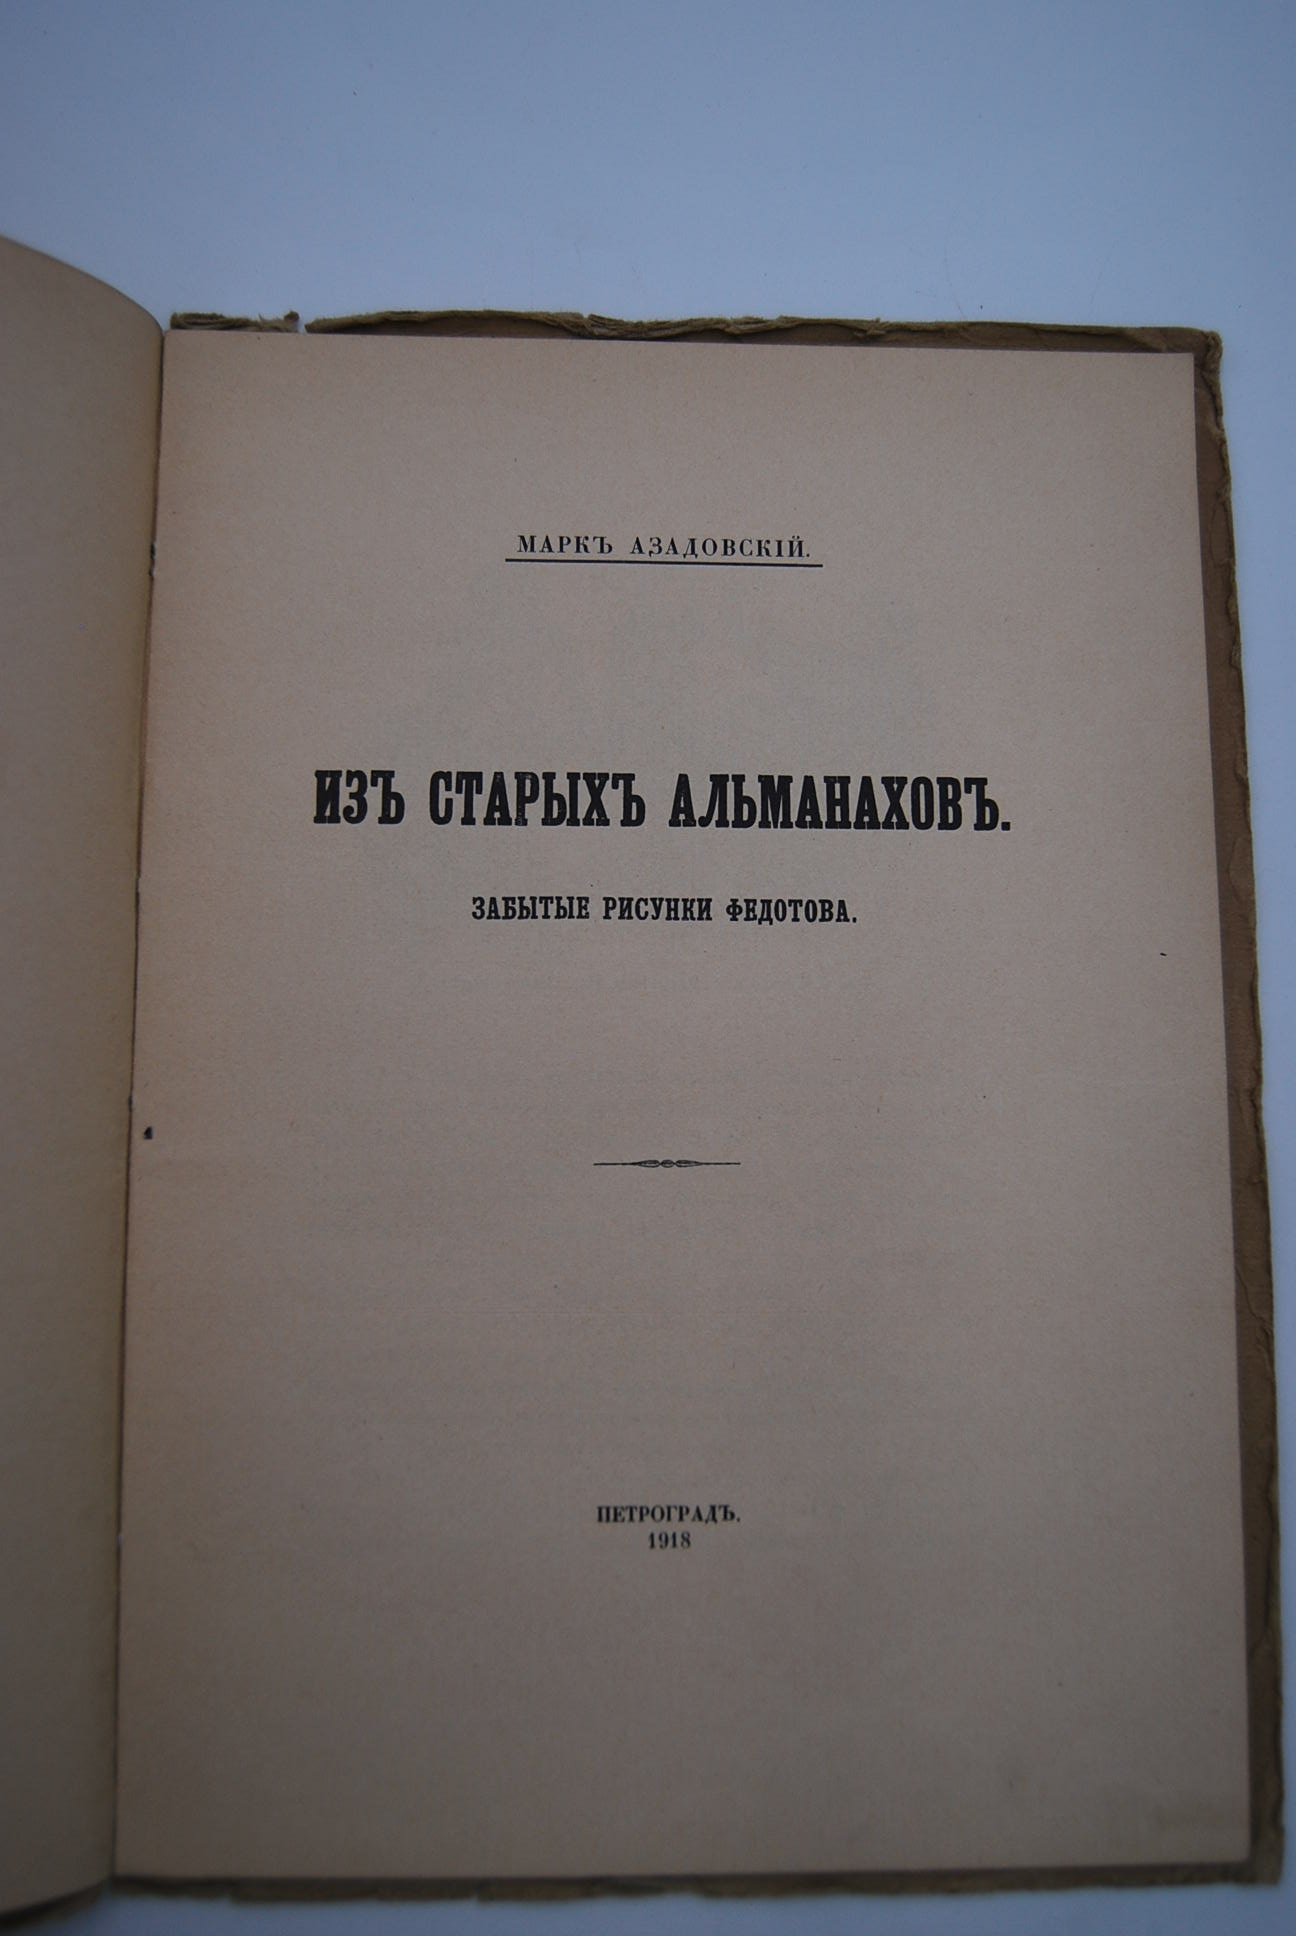 МАРКЪ АЗАДОВСКІЙ.
ИЗЪ СТАРЫХЪ АЛЬМАНАХОВЪ.
ЗАБЫТЫЕ РИСУНКИ ФЕДОТОВА.
ПЕТРОГРАДЪ.
1918